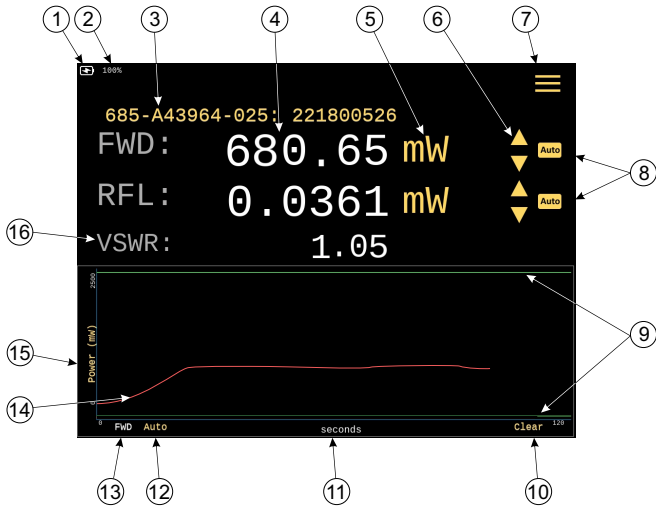 1 2 3 4 5 6 7
100%
685-A43964-025: 221800526
FWD: 680.65 mW Auto
RFL: 0.0361 mW Auto
8
16 VSWR: 1.05
2500
9
15 Power (mW)
14 0
0 FWD Auto seconds Clear 120
13 12 11 10